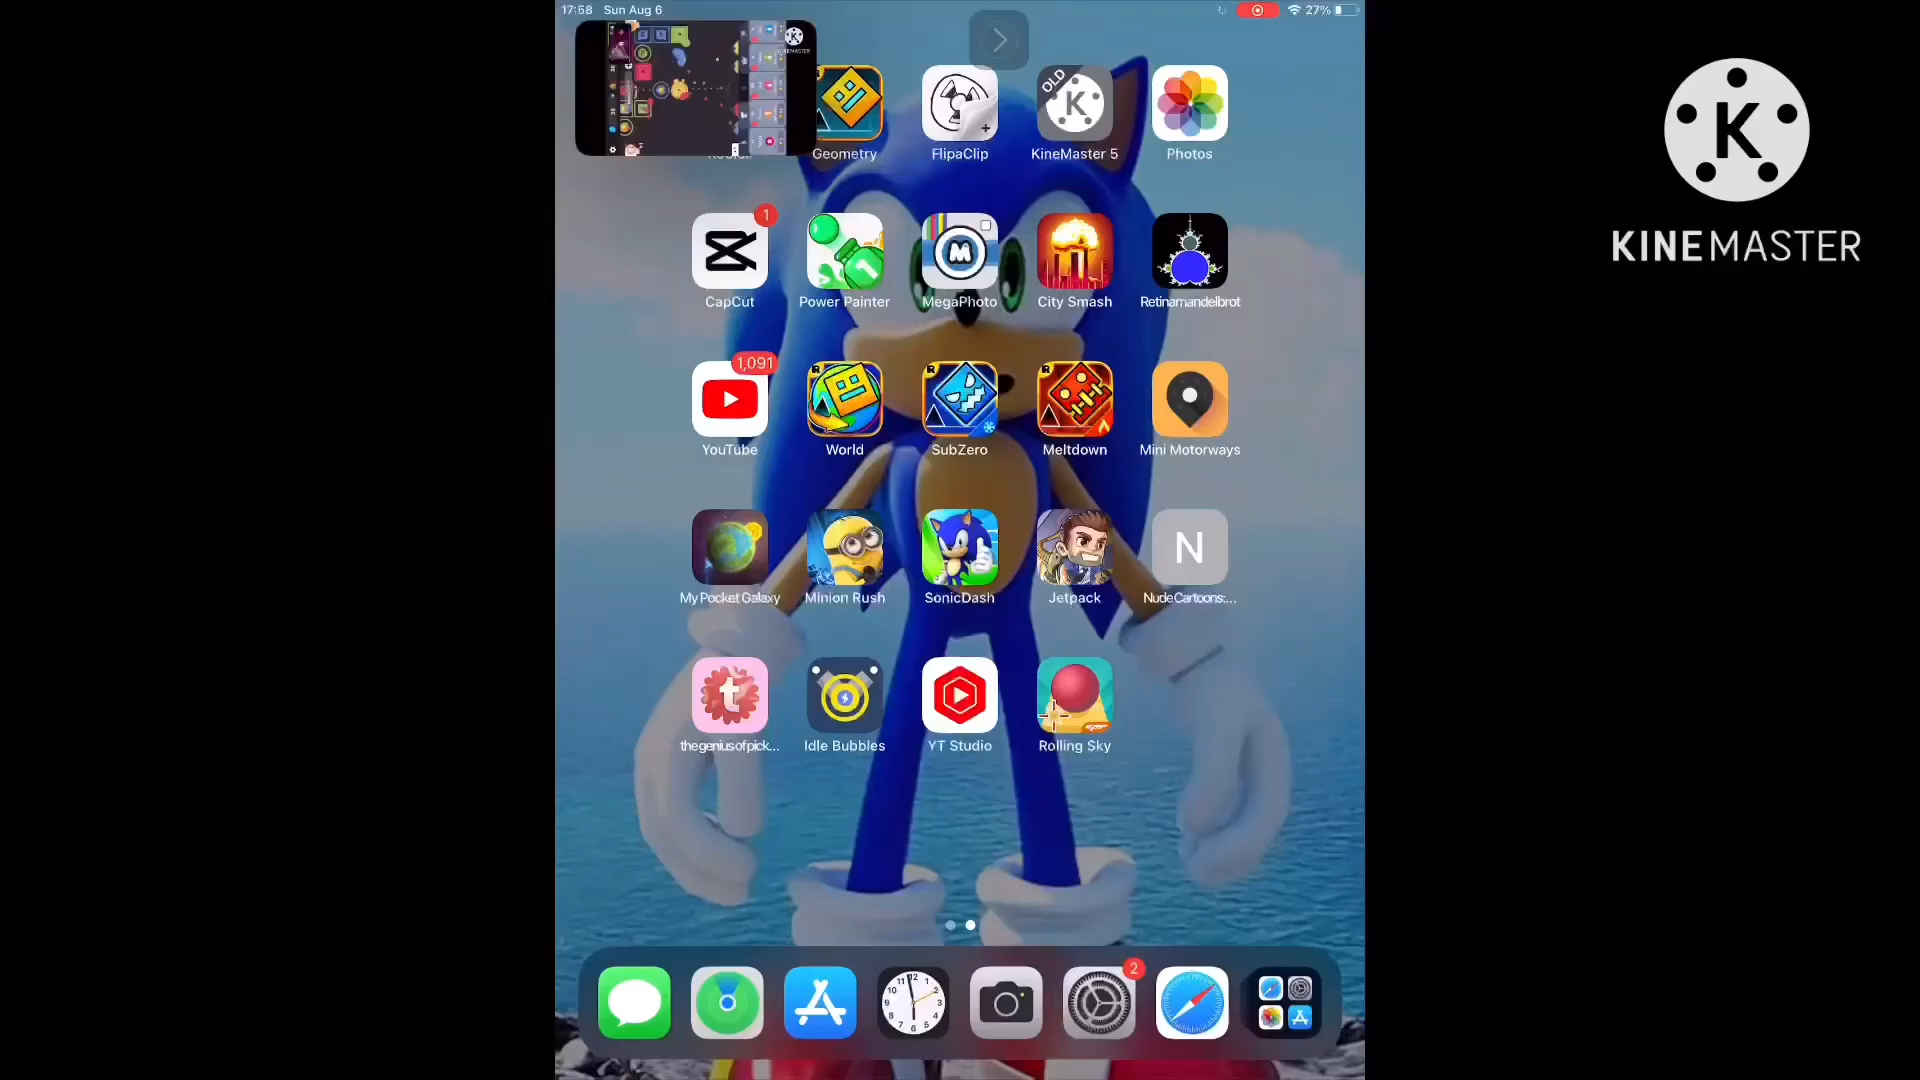 17:58 Sun Aug 6
27%
KINEMASTER
Geometry
FlipaClip
OLD
K
KineMaster 5
Photos
K
KINEMASTER
1
CapCut
Power Painter
M
MegaPhoto
City Smash
Retinamandelbrot
1,091
YouTube
World
SubZero
Meltdown
Mini Motorways
My Pocket Galaxy
Minion Rush
SonicDash
Jetpack
N
NudeCartoons:...
t
thegeniusofpick...
Idle Bubbles
YT Studio
Rolling Sky
2